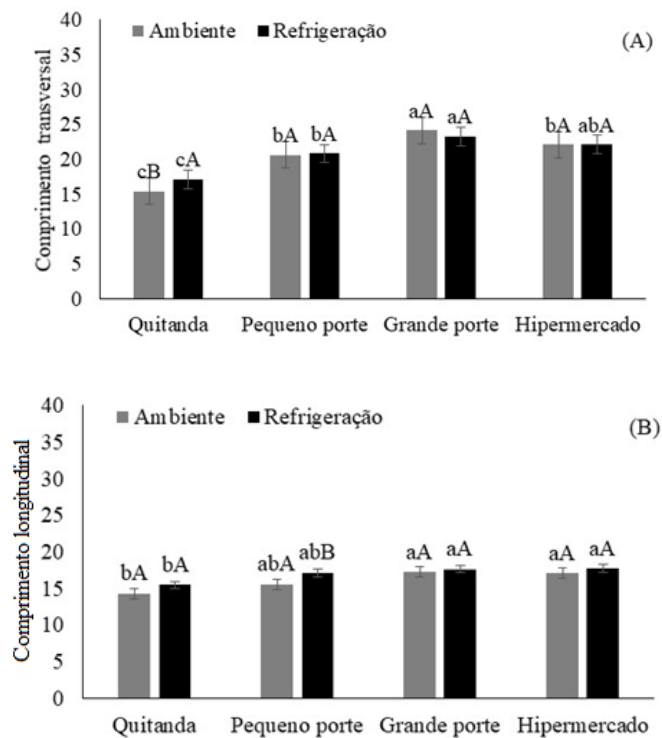 40
Ambiente Refrigeração
(A)
35
30
25
20
15
10
5
0
Comprimento transversal
cB cA bA bA aA aA bA abA
Quitanda Pequeno porte Grande porte Hipermercado
40
Ambiente Refrigeração
(B)
35
30
25
20
15
10
5
0
Comprimento longitudinal
bA bA abA abB aA aA aA aA
Quitanda Pequeno porte Grande porte Hipermercado